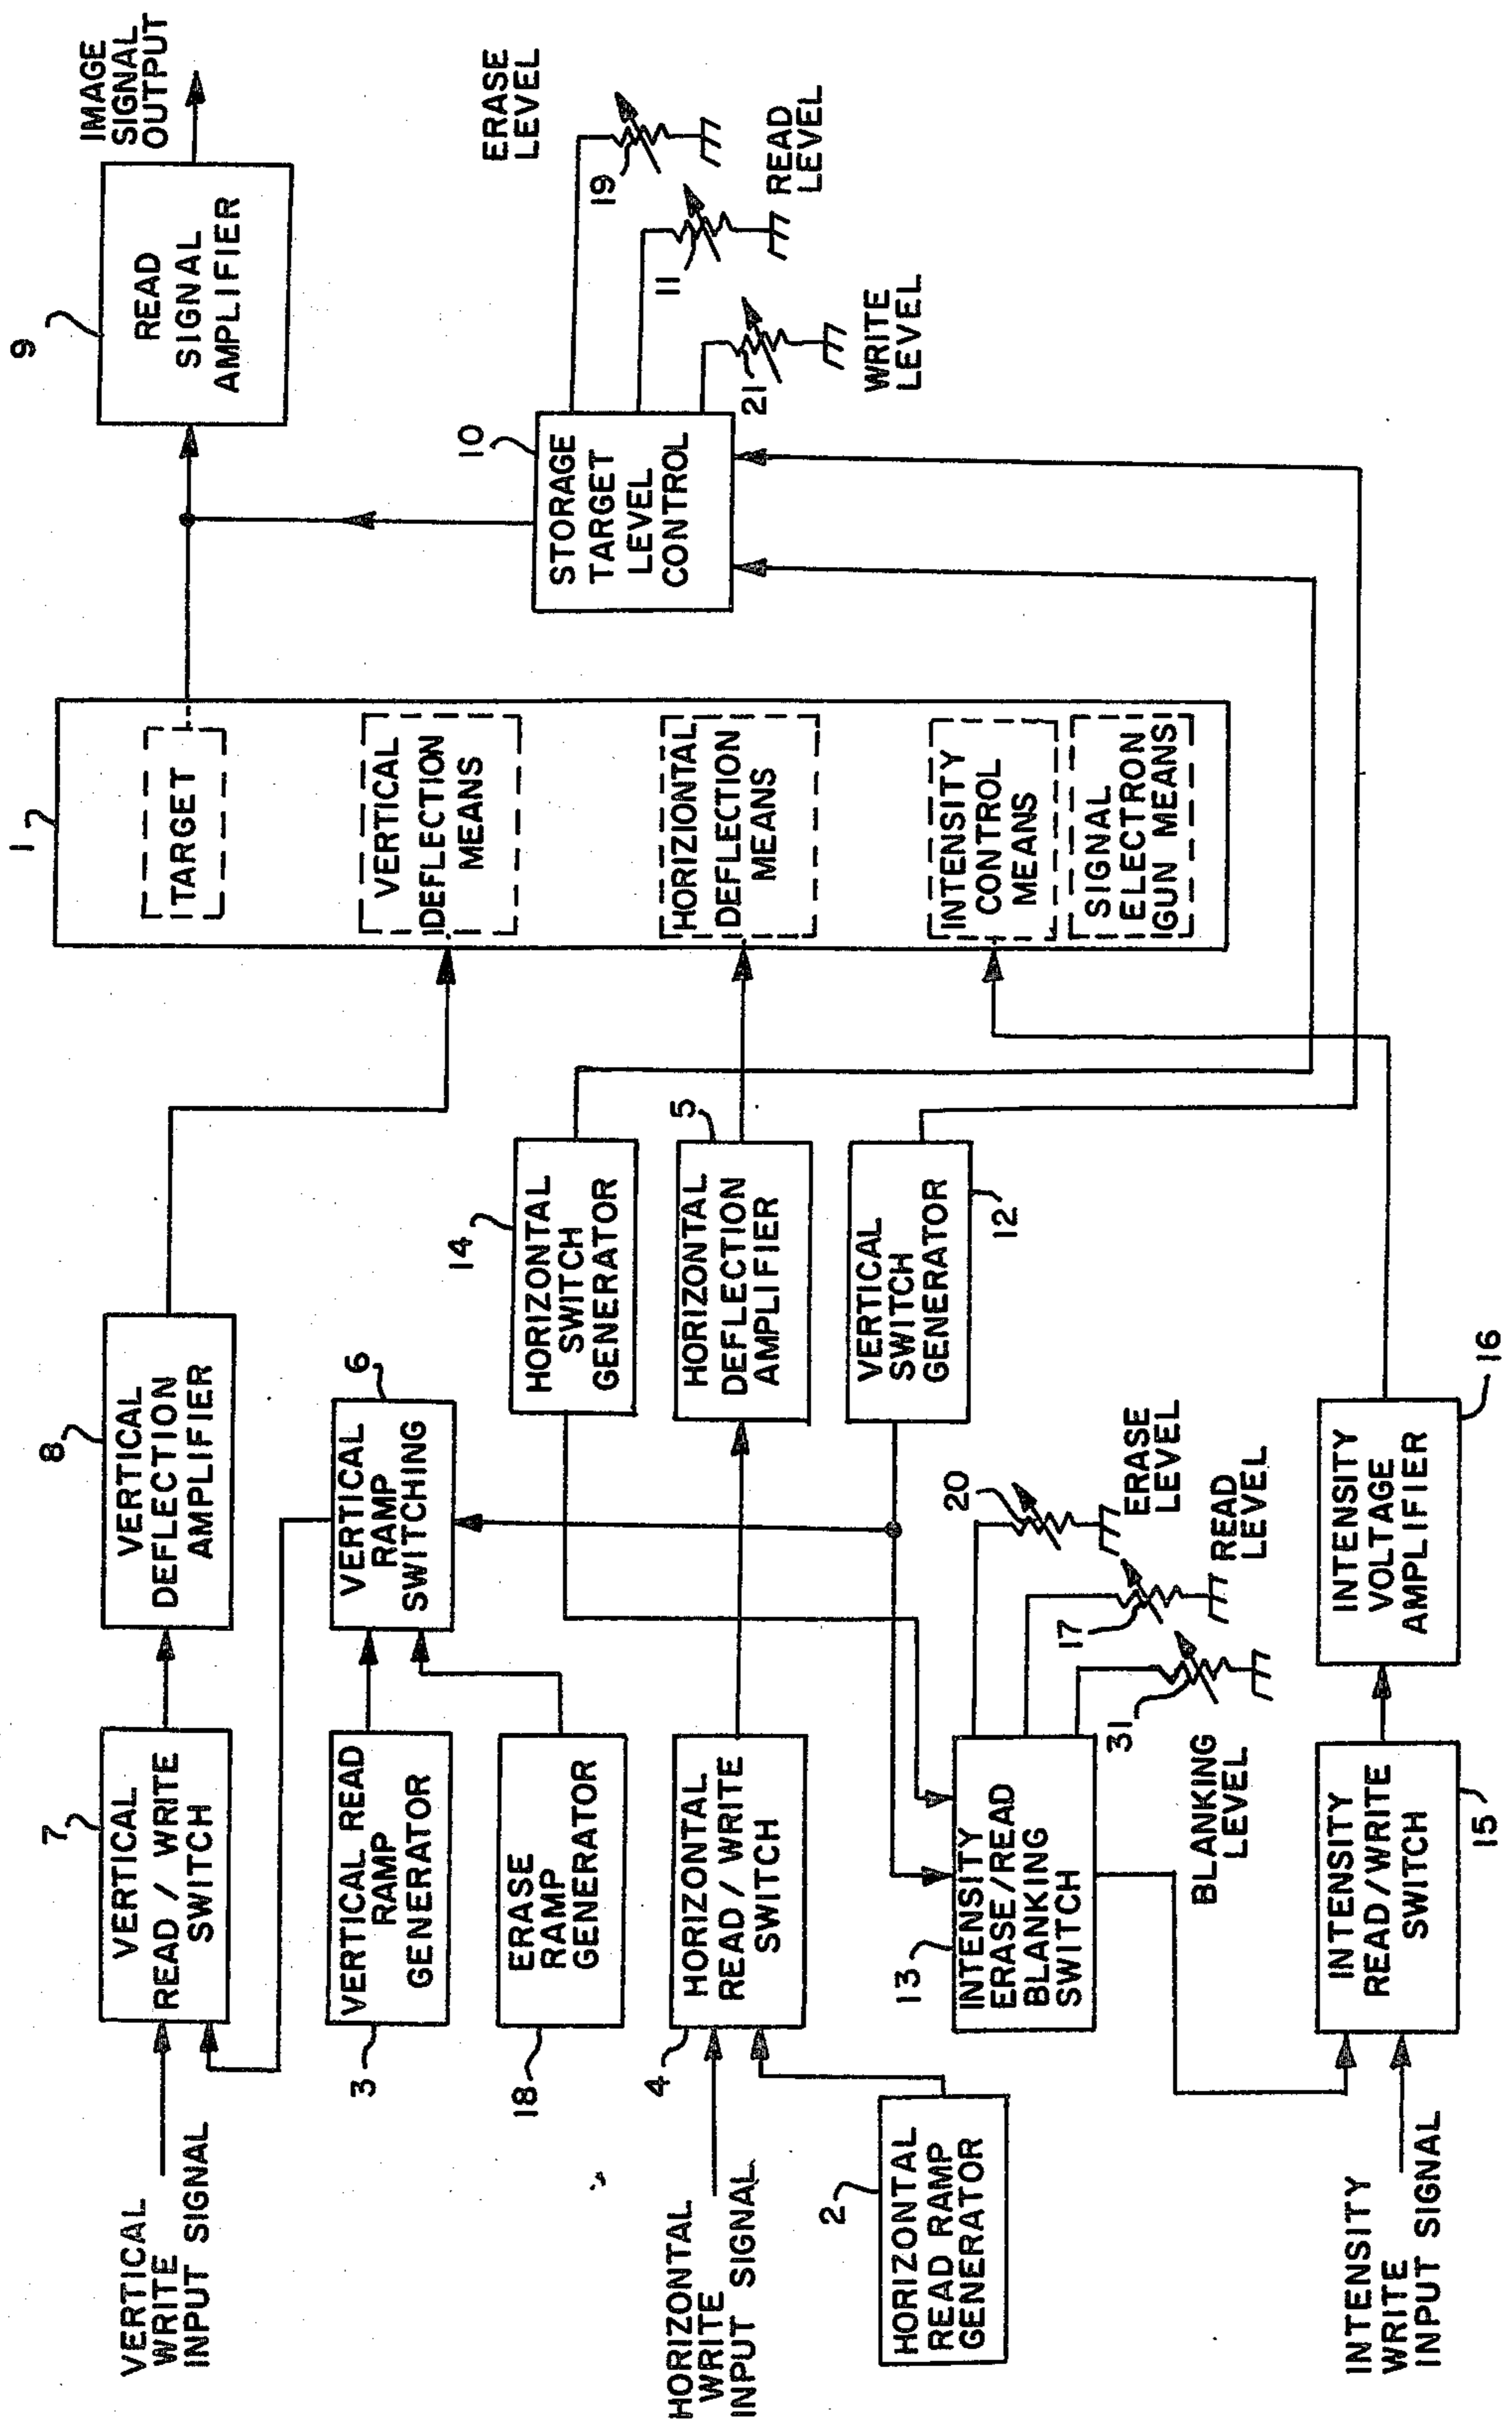 VERTICAL
WRITE
INPUT SIGNAL
7
VERTICAL
READ / WRITE
SWITCH
8
VERTICAL
DEFLECTION
AMPLIFIER
1
TARGET
9
READ
SIGNAL
AMPLIFIER
IMAGE
SIGNAL
OUTPUT
3
VERTICAL READ
RAMP
GENERATOR
6
VERTICAL
RAMP
SWITCHING
VERTICAL
DEFLECTION
MEANS
18
ERASE
RAMP
GENERATOR
14
HORIZONTAL
SWITCH
GENERATOR
10
STORAGE
TARGET
LEVEL
CONTROL
19
ERASE
LEVEL
11
READ
LEVEL
21
WRITE
LEVEL
HORIZONTAL
WRITE
INPUT SIGNAL
4
HORIZONTAL
READ / WRITE
SWITCH
5
HORIZONTAL
DEFLECTION
AMPLIFIER
HORIZIONTAL
DEFLECTION
MEANS
2
HORIZONTAL
READ RAMP
GENERATOR
13
INTENSITY
ERASE/READ
BLANKING
SWITCH
VERTICAL
SWITCH
GENERATOR
12
INTENSITY
CONTROL
MEANS
SIGNAL
ELECTRON
GUN MEANS
20
ERASE
LEVEL
17
READ
LEVEL
31
BLANKING
LEVEL
INTENSITY
WRITE
INPUT SIGNAL
INTENSITY
READ/WRITE
SWITCH
15
INTENSITY
VOLTAGE
AMPLIFIER
16